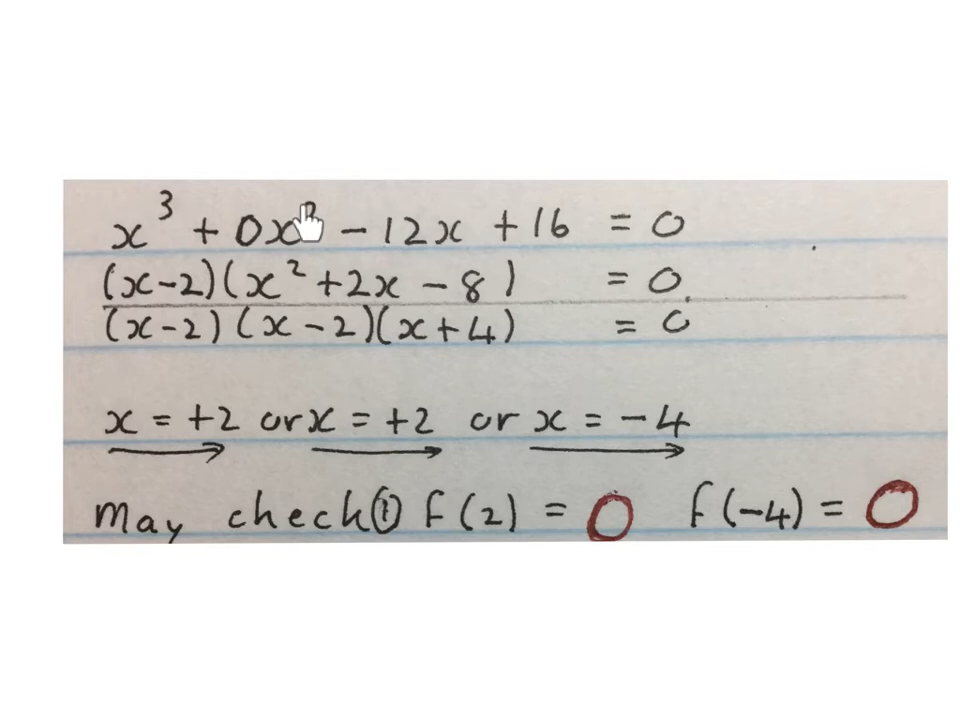 x³ + 0x² - 12x + 16 = 0
(x-2)(x² + 2x - 8) = 0
(x-2)(x-2)(x+4) = 0
x = +2 or x = +2 or x = -4
may check ① f(2) = 0 f(-4) = 0